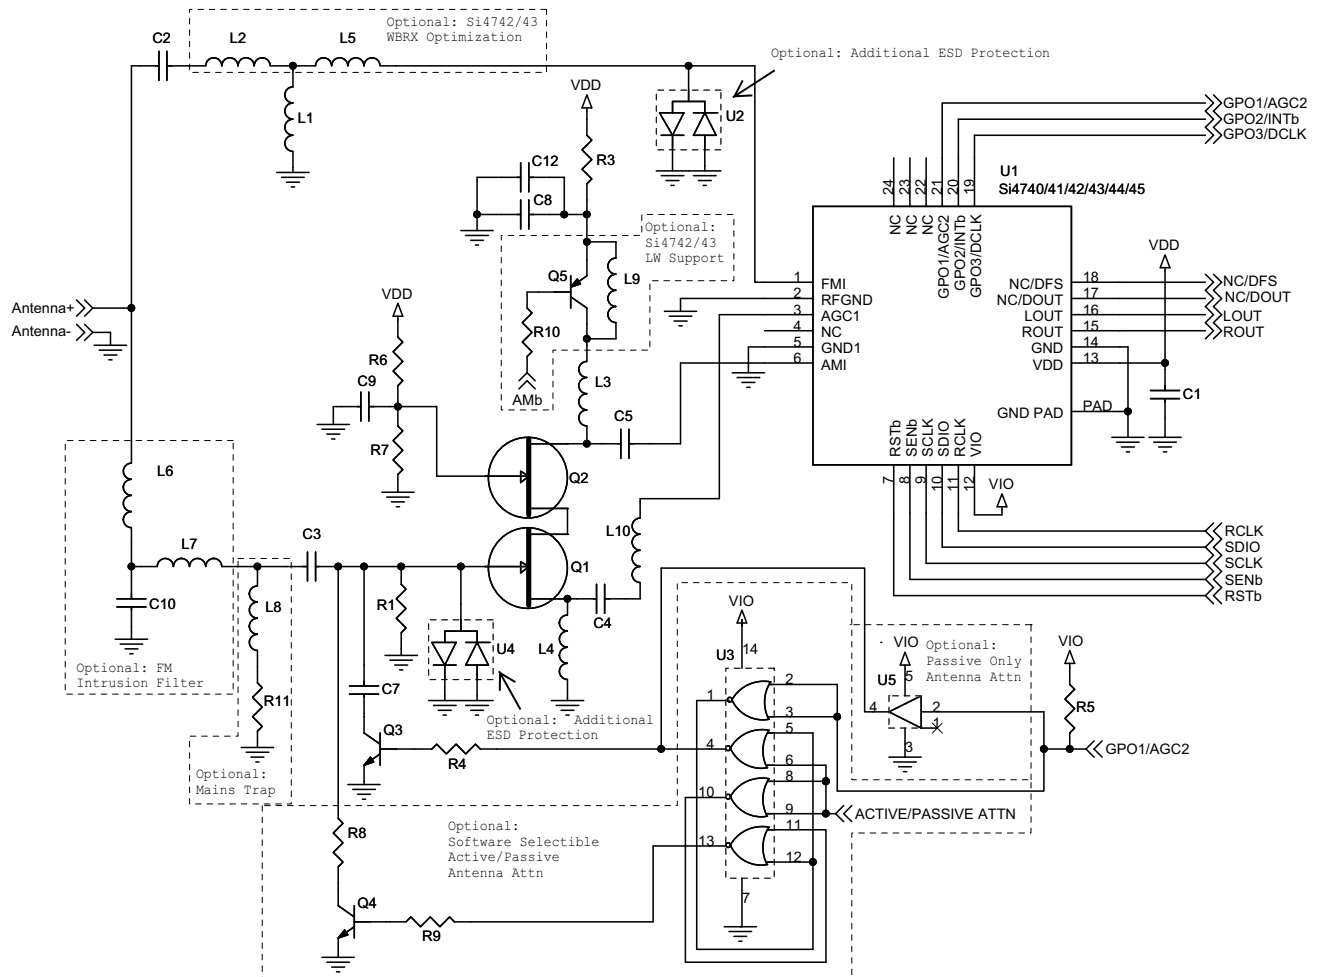 Optional: Si4742/43
WBRX Optimization
C2
L2
L5
L1
Optional: Additional ESD Protection
U2
VDD
R3
C12
C8
Optional:
Si4742/43
LW Support
Q5
L9
R10
AMb
L3
C5
GPO1/AGC2
GPO2/INTb
GPO3/DCLK
U1
Si4740/41/42/43/44/45
24
23
22
21
20
19
NC
NC
NC
GPO1/AGC2
GPO2/INTb
GPO3/DCLK
1
FMI
2
RFGND
3
AGC1
4
NC
5
GND1
6
AMI
NC/DFS
18
NC/DFS
NC/DOUT
17
NC/DOUT
LOUT
16
LOUT
ROUT
15
ROUT
GND
14
VDD
13
GND PAD
PAD
VDD
C1
RSTb
SENb
SCLK
SDIO
RCLK
VIO
7
8
9
10
11
12
VIO
RCLK
SDIO
SCLK
SENb
RSTb
Antenna+
Antenna-
VDD
R6
C9
R7
Q2
Q1
L10
C4
L4
L6
L7
C10
Optional: FM
Intrusion Filter
C3
L8
R11
Optional:
Mains Trap
R1
C7
U4
Optional: Additional
ESD Protection
Q3
R4
R8
Q4
R9
Optional:
Software Selectible
Active/Passive
Antenna Attn
VIO
U3
14
1
2
3
4
5
6
10
8
9
13
11
12
7
ACTIVE/PASSIVE ATTN
VIO
Optional:
Passive Only
Antenna Attn
U5
5
4
2
1
3
VIO
R5
GPO1/AGC2